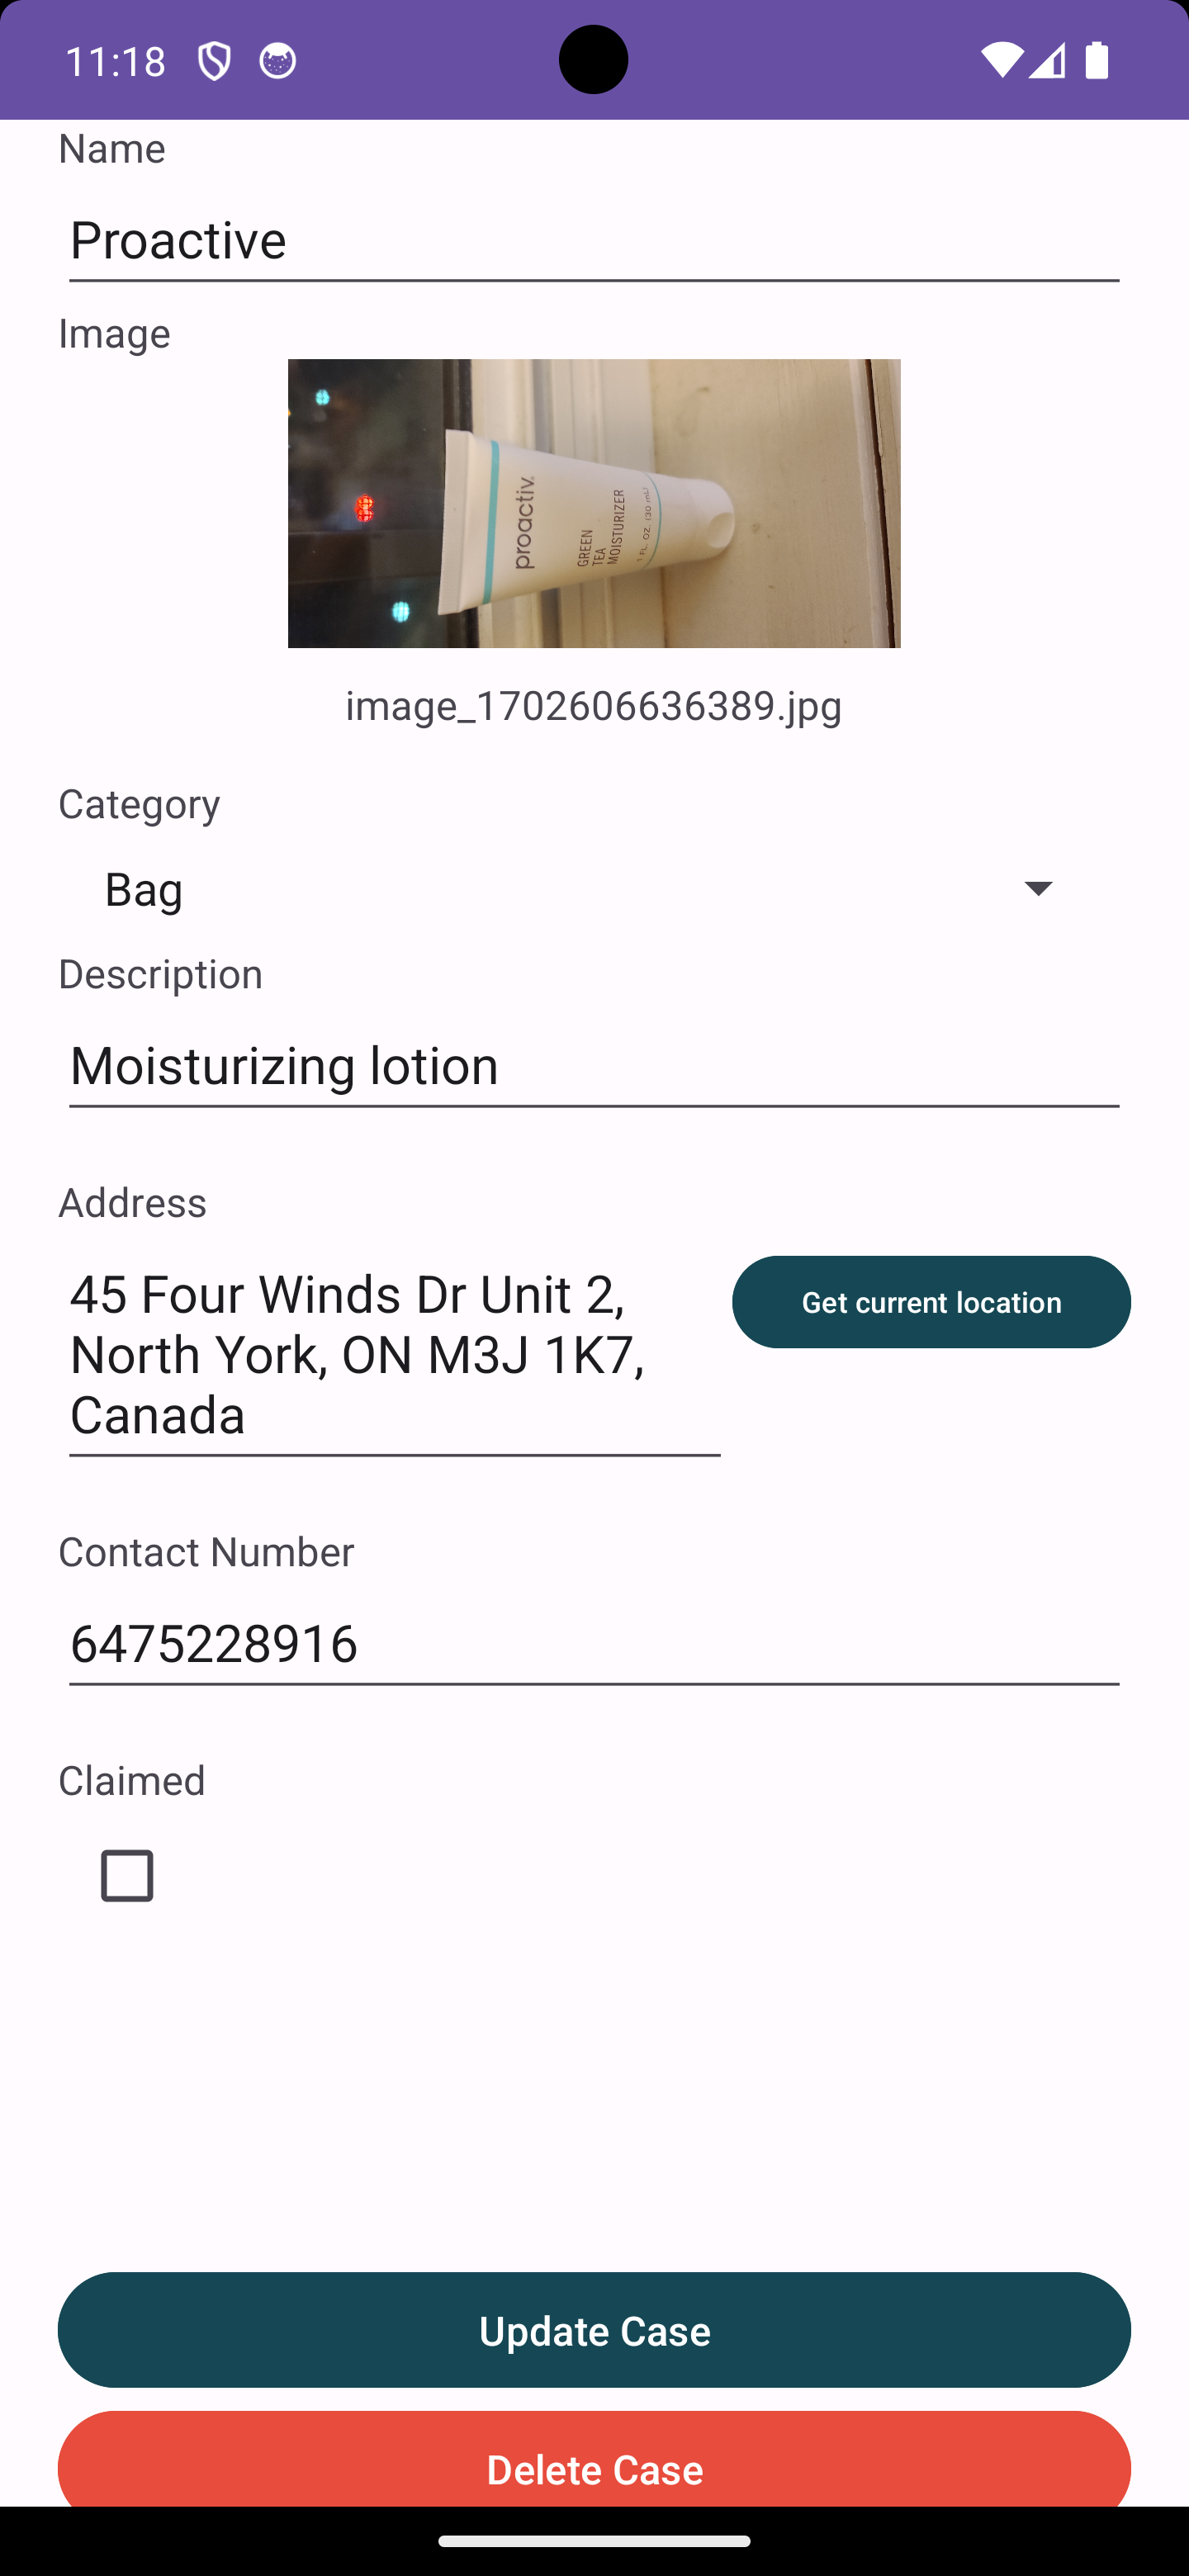 11:18
Name
Proactive
Image
proactiv
GREEN
TEA
MOISTURIZER
1 FL. OZ. (30 mL)
image_1702606636389.jpg
Category
Bag
Description
Moisturizing lotion
Address
45 Four Winds Dr Unit 2,
North York, ON M3J 1K7,
Canada
Get current location
Contact Number
6475228916
Claimed
Update Case
Delete Case